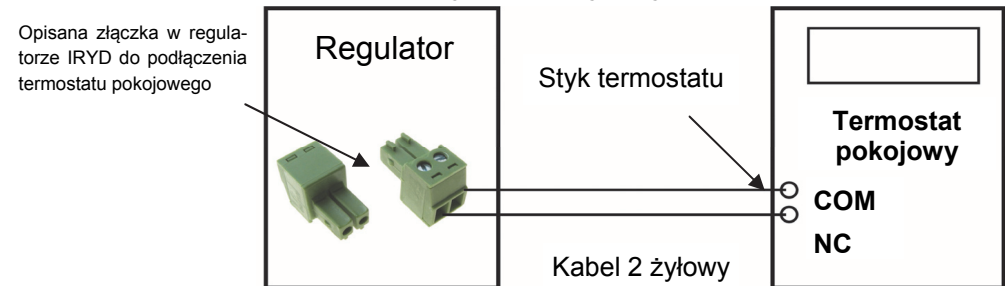 Opisana złączka w regula-
torze IRYD do podłączenia
termostatu pokojowego
Regulator
Styk termostatu
Termostat
pokojowy
COM
NC
Kabel 2 żyłowy